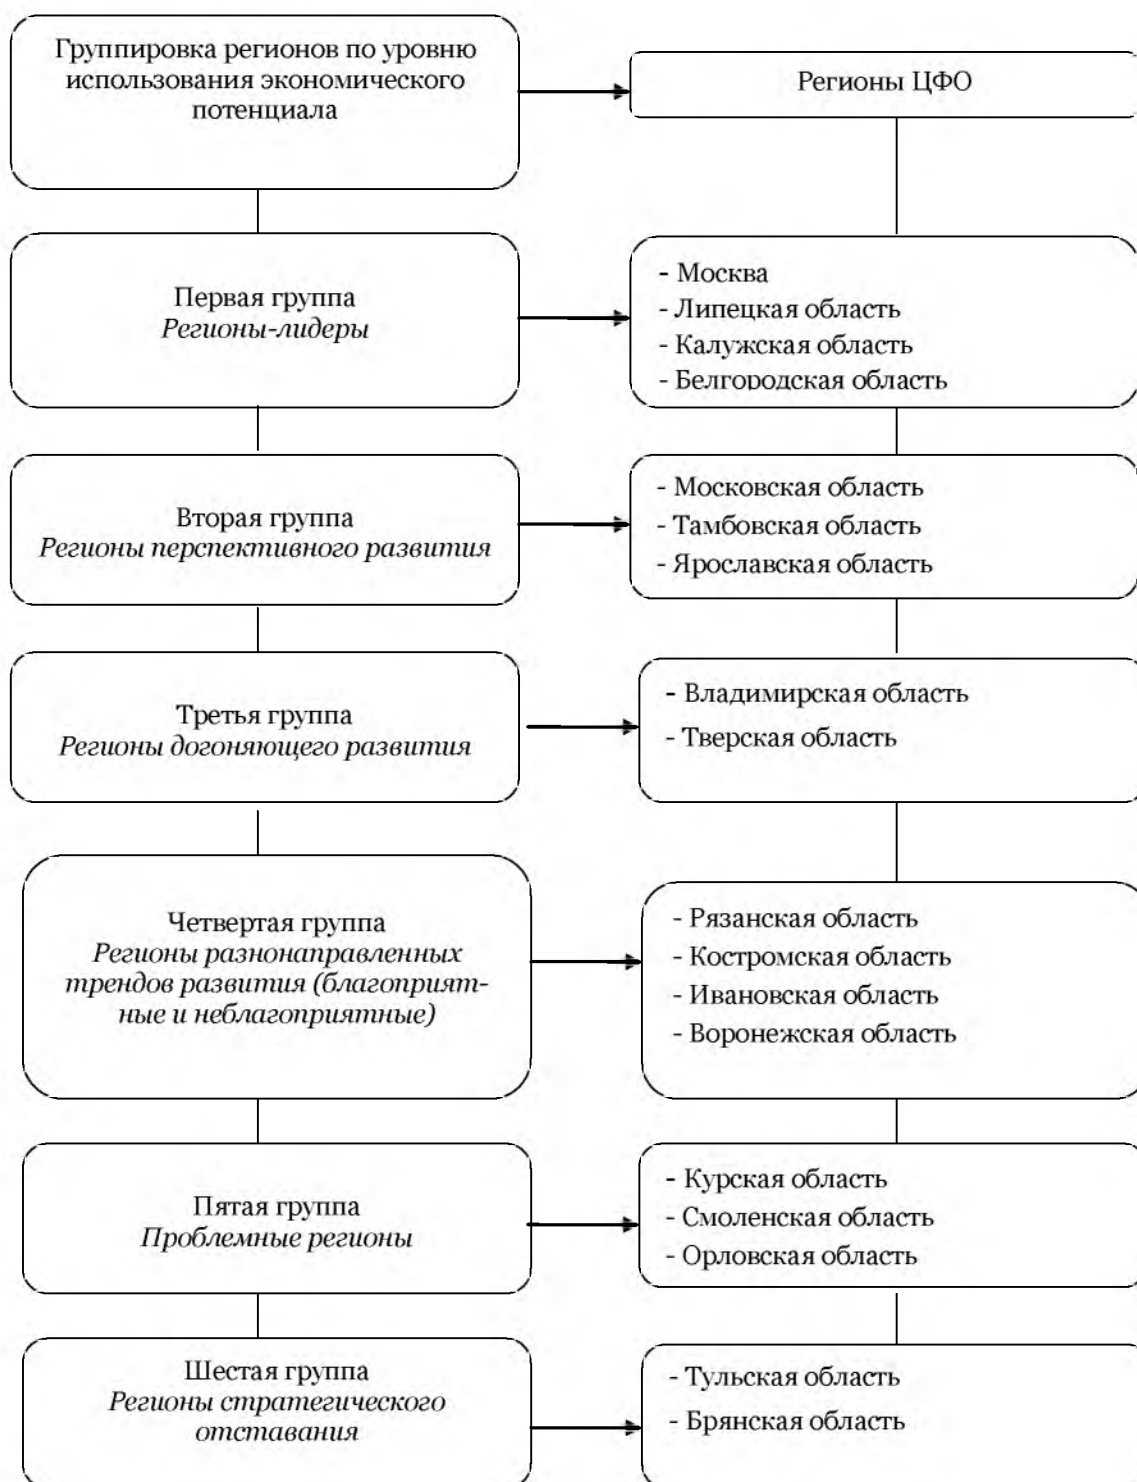 Группировка регионов по уровню
использования экономического
потенциала
Регионы ЦФО
Первая группа
Регионы-лидеры
- Москва
- Липецкая область
- Калужская область
- Белгородская область
Вторая группа
Регионы перспективного развития
- Московская область
- Тамбовская область
- Ярославская область
Третья группа
Регионы догоняющего развития
- Владимирская область
- Тверская область
Четвертая группа
Регионы разнонаправленных
трендов развития (благоприят-
ные и неблагоприятные)
- Рязанская область
- Костромская область
- Ивановская область
- Воронежская область
Пятая группа
Проблемные регионы
- Курская область
- Смоленская область
- Орловская область
Шестая группа
Регионы стратегического
отставания
- Тульская область
- Брянская область